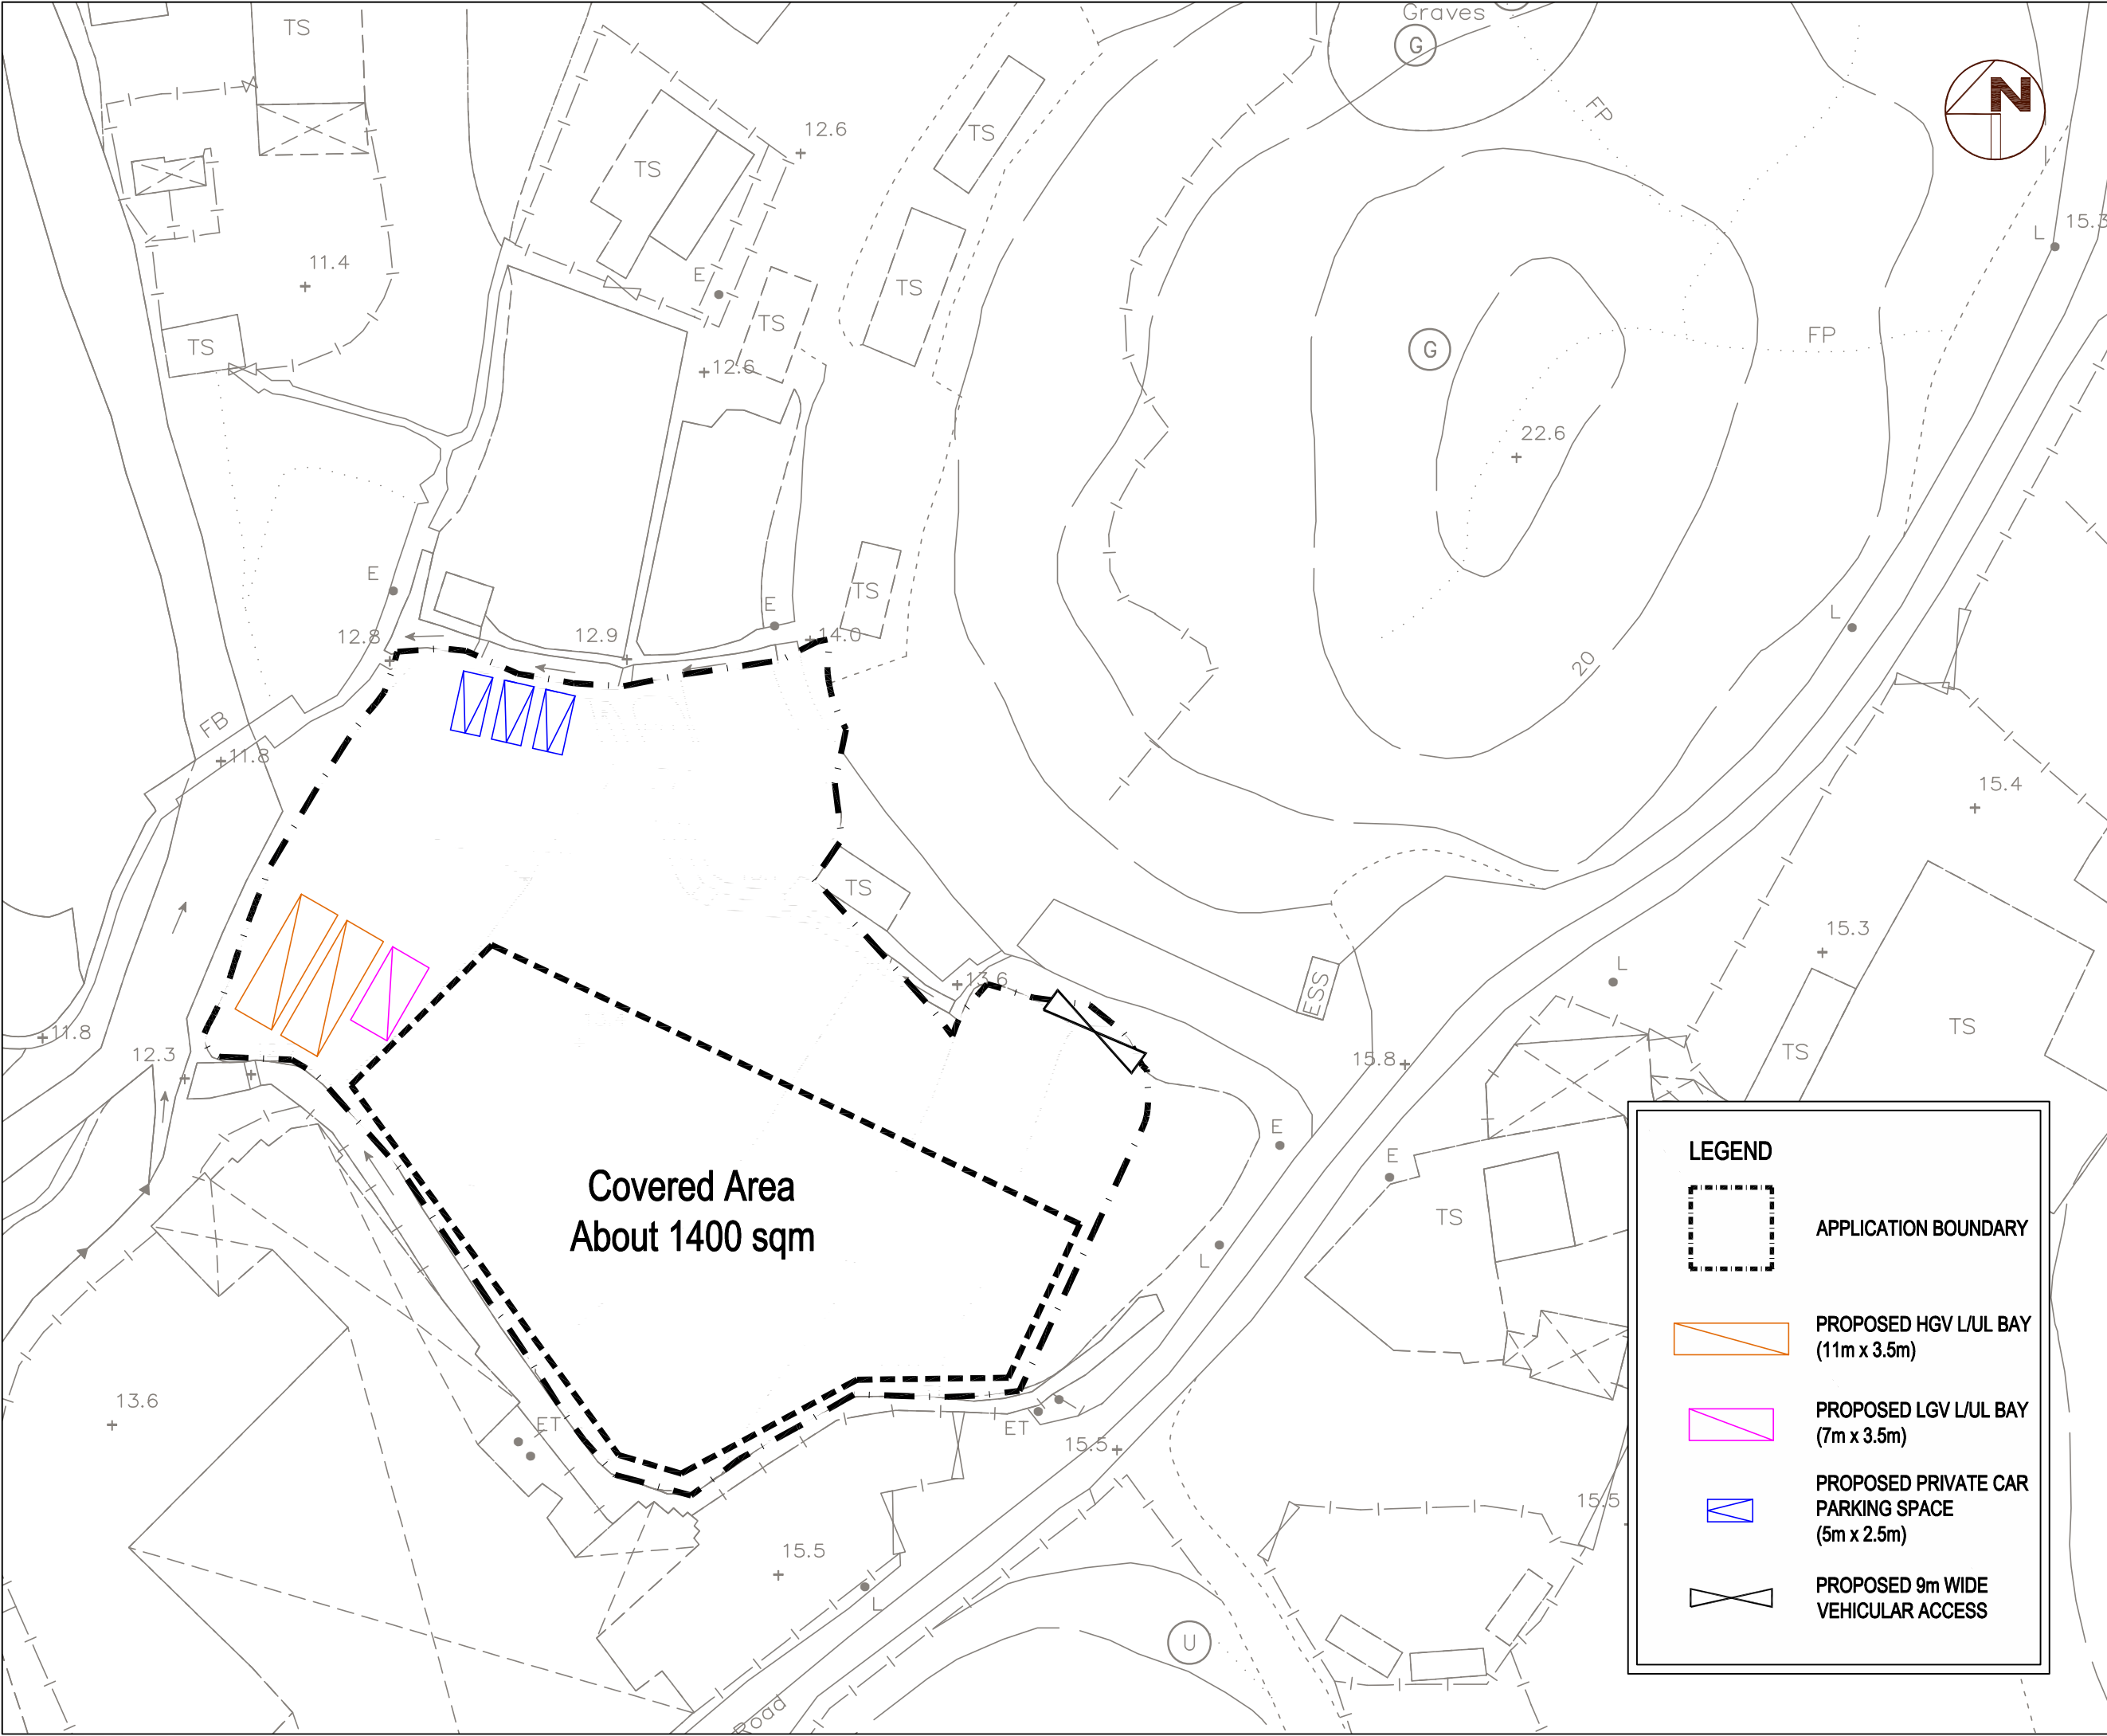 Graves
G
TS
N
FP
12.6
TS
TS
15.3
L
11.4
E
TS
TS
FP
TS
G
12.6
22.6
E
TS
E
L
12.8
12.9
14.0
20
FB
11.8
15.4
TS
15.3
L
13.6
ESS
11.8
12.3
15.8
TS
TS
E
E
Covered Area
About 1400 sqm
TS
L
13.6
ET
ET
15.5
15.5
15.5
L
U
Road
LEGEND
APPLICATION BOUNDARY
PROPOSED HGV L/UL BAY
(11m x 3.5m)
PROPOSED LGV L/UL BAY
(7m x 3.5m)
PROPOSED PRIVATE CAR
PARKING SPACE
(5m x 2.5m)
PROPOSED 9m WIDE
VEHICULAR ACCESS